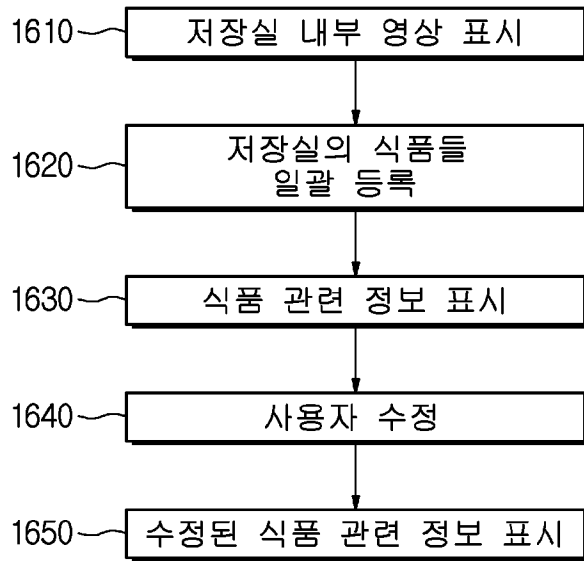 1610 저장실 내부 영상 표시
1620 저장실의 식품들
일괄 등록
1630 식품 관련 정보 표시
1640 사용자 수정
1650 수정된 식품 관련 정보 표시